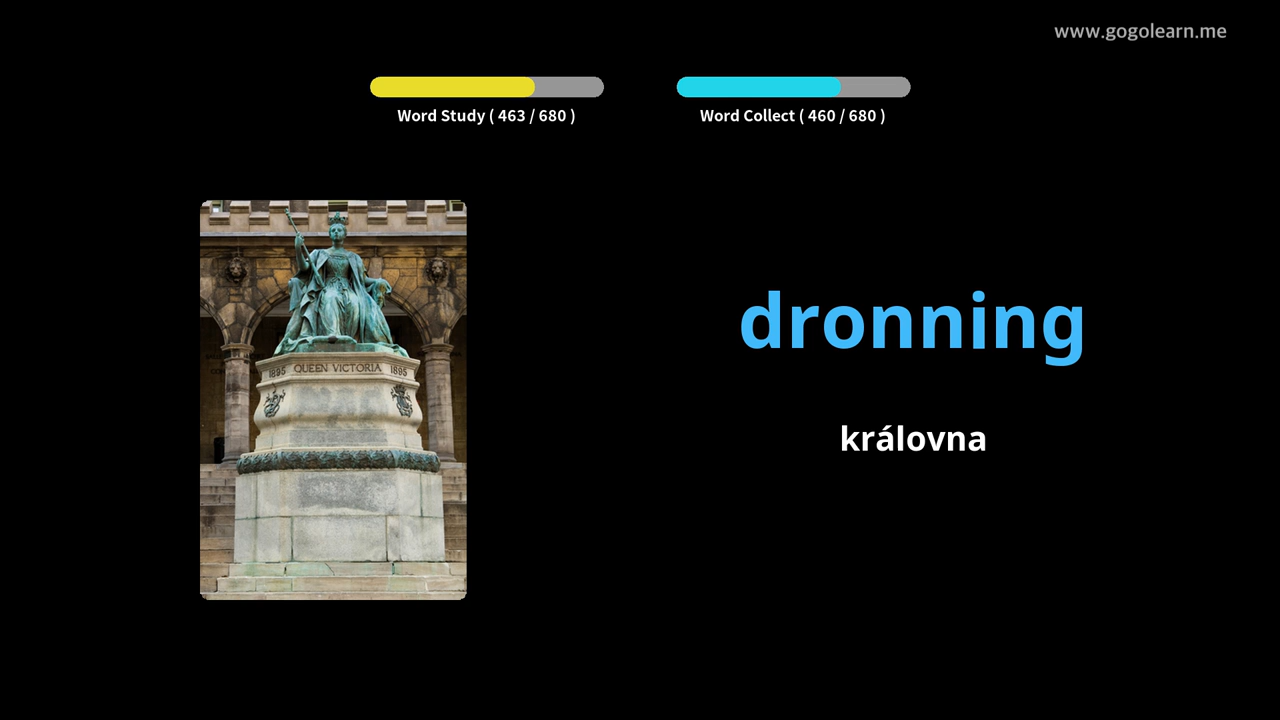 www.gogolearn.me
Word Study ( 463 / 680 )
Word Collect ( 460 / 680 )
1895 QUEEN VICTORIA 1895
dronning
královna